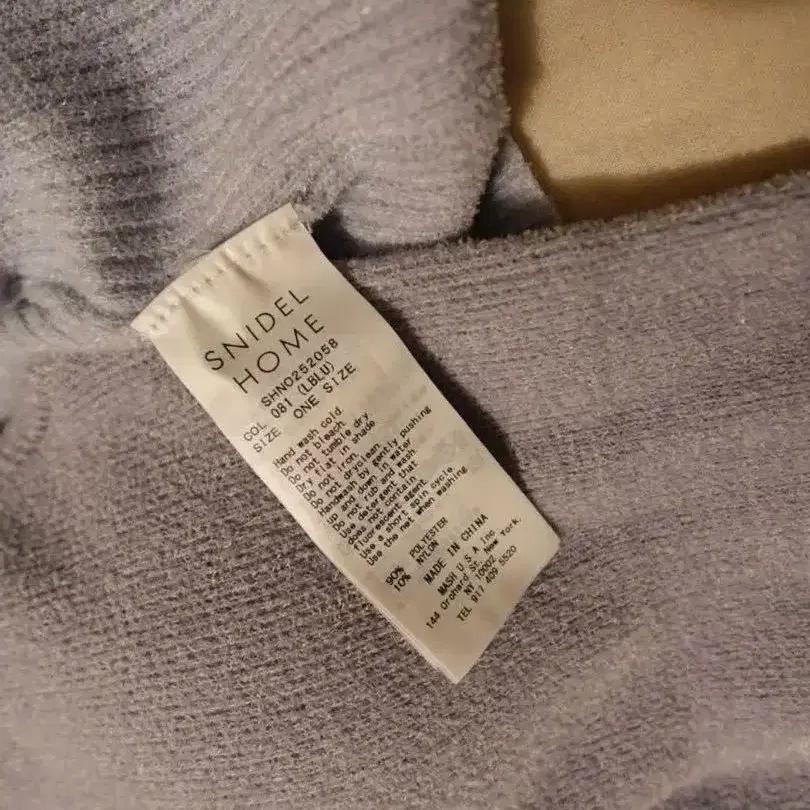 SNIDEL
HOME
SHNO252058
COL 081 (LBLU)
SIZE ONE SIZE
Hand wash cold.
Do not bleach.
Do not tumble dry
Dry flat in shade
Do not iron.
Do not dryclean.
Handwash by gently pushing
up and down in water
Do not rub and wash.
Use detergent that
does not contain
fluorescent agent.
Use a short spin cycle.
Use the net when washing.
90% POLYESTER
10% NYLON
MADE IN CHINA
MASH U.S.A Inc
144 Orchard St. New York.
NY 10002
TEL 917 409 5520